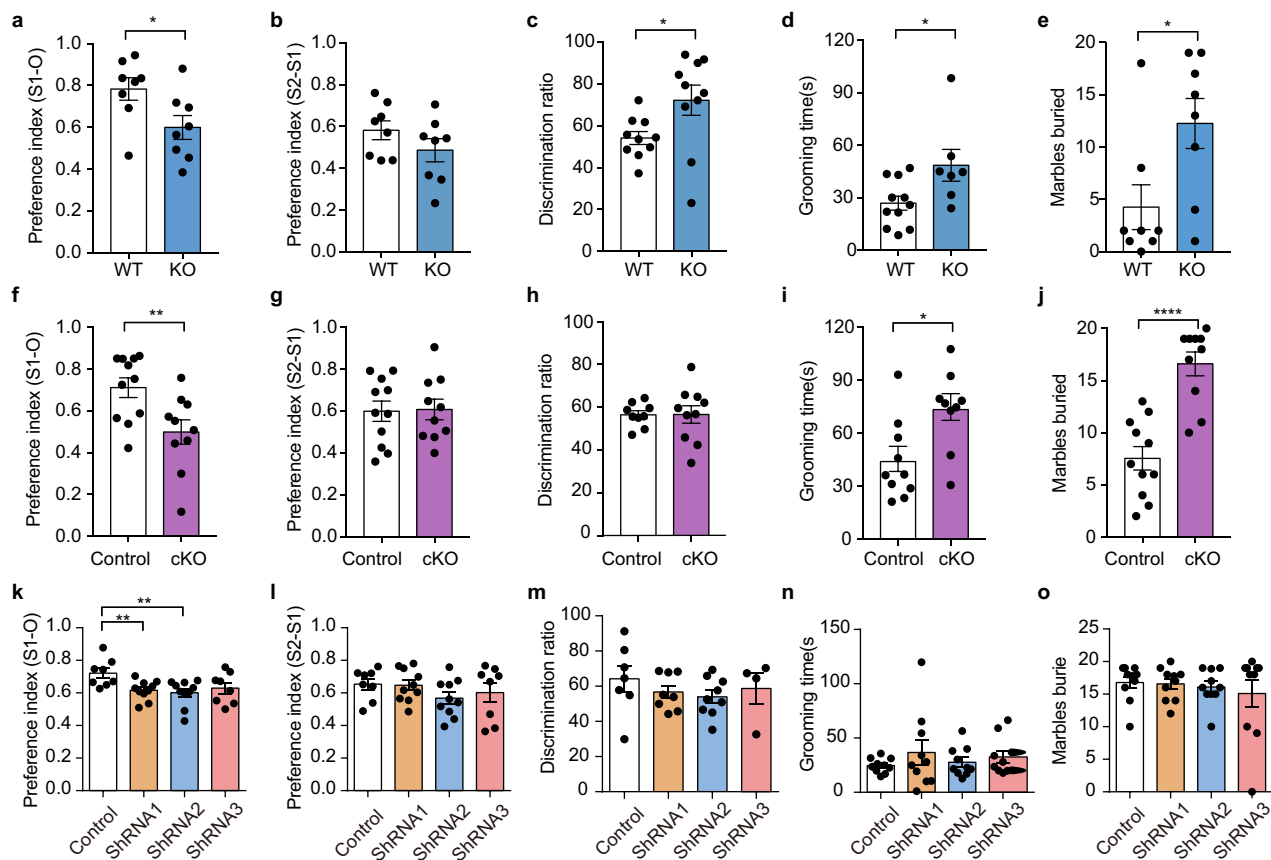 a
*
Preference index (S1-O)
1.0
0.8
0.6
0.4
0.2
0.0
WT KO
b
Preference index (S2-S1)
1.0
0.8
0.6
0.4
0.2
0.0
WT KO
c
*
Discrimination ratio
100
80
60
40
20
0
WT KO
d
*
Grooming time(s)
120
90
60
30
0
WT KO
e
*
Marbles buried
20
15
10
5
0
WT KO
f
**
Preference index (S1-O)
1.0
0.8
0.6
0.4
0.2
0.0
Control cKO
g
Preference index (S2-S1)
1.0
0.8
0.6
0.4
0.2
0.0
Control cKO
h
Discrimination ratio
100
80
60
40
20
0
Control cKO
i
*
Grooming time(s)
120
90
60
30
0
Control cKO
j
****
Marbles buried
20
15
10
5
0
Control cKO
k
**
**
Preference index (S1-O)
1.0
0.8
0.6
0.4
0.2
0.0
Control ShRNA1 ShRNA2 ShRNA3
l
Preference index (S2-S1)
1.0
0.8
0.6
0.4
0.2
0.0
Control ShRNA1 ShRNA2 ShRNA3
m
Discrimination ratio
100
80
60
40
20
0
Control ShRNA1 ShRNA2 ShRNA3
n
Grooming time(s)
150
100
50
0
Control ShRNA1 ShRNA2 ShRNA3
o
Marbles burie
25
20
15
10
5
0
Control ShRNA1 ShRNA2 ShRNA3